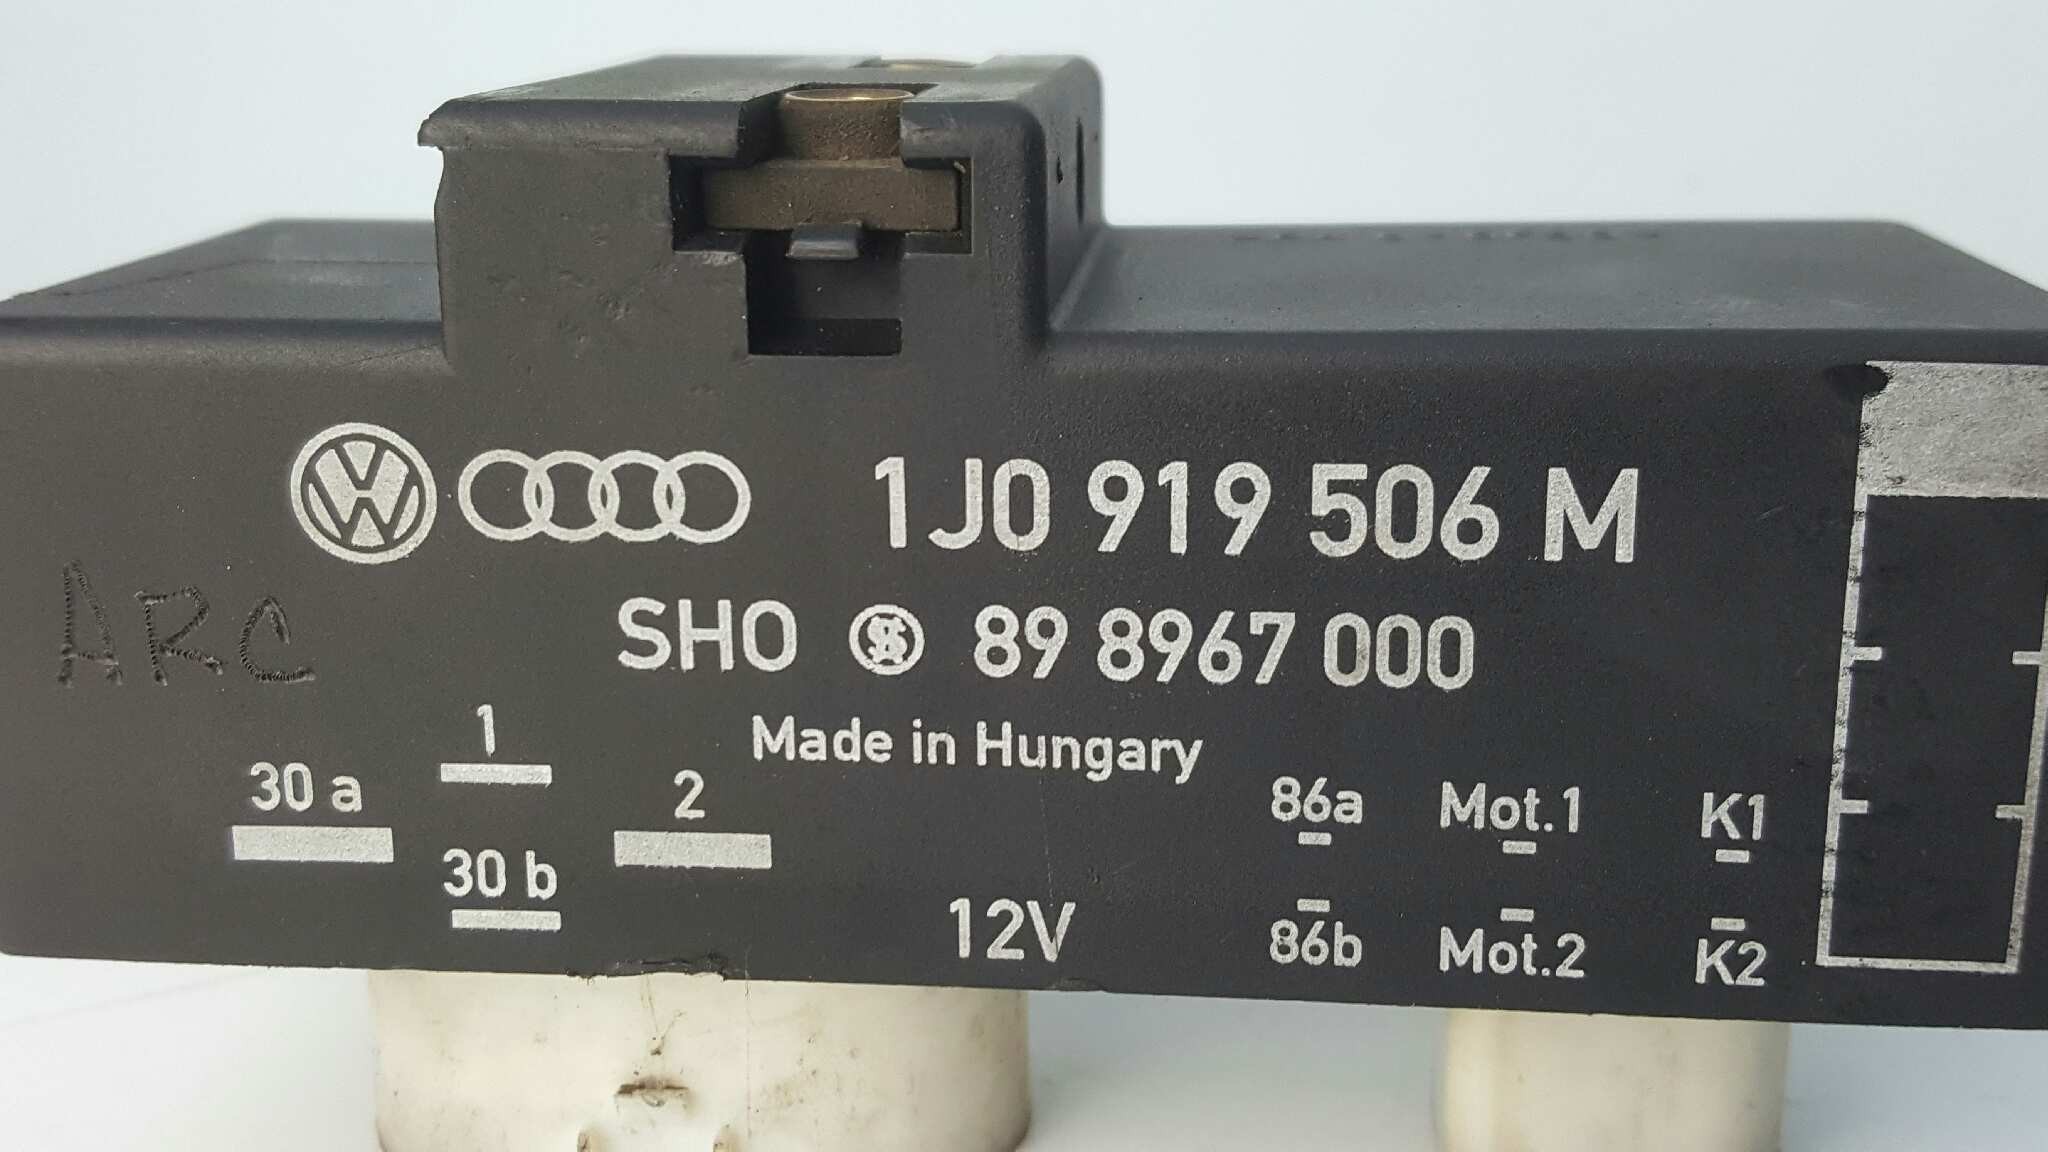 1J0 919 506 M
ARC
SHO 89 8967 000
Made in Hungary
1
30 a
2
30 b
12V
86a Mot.1 K1
86b Mot.2 K2